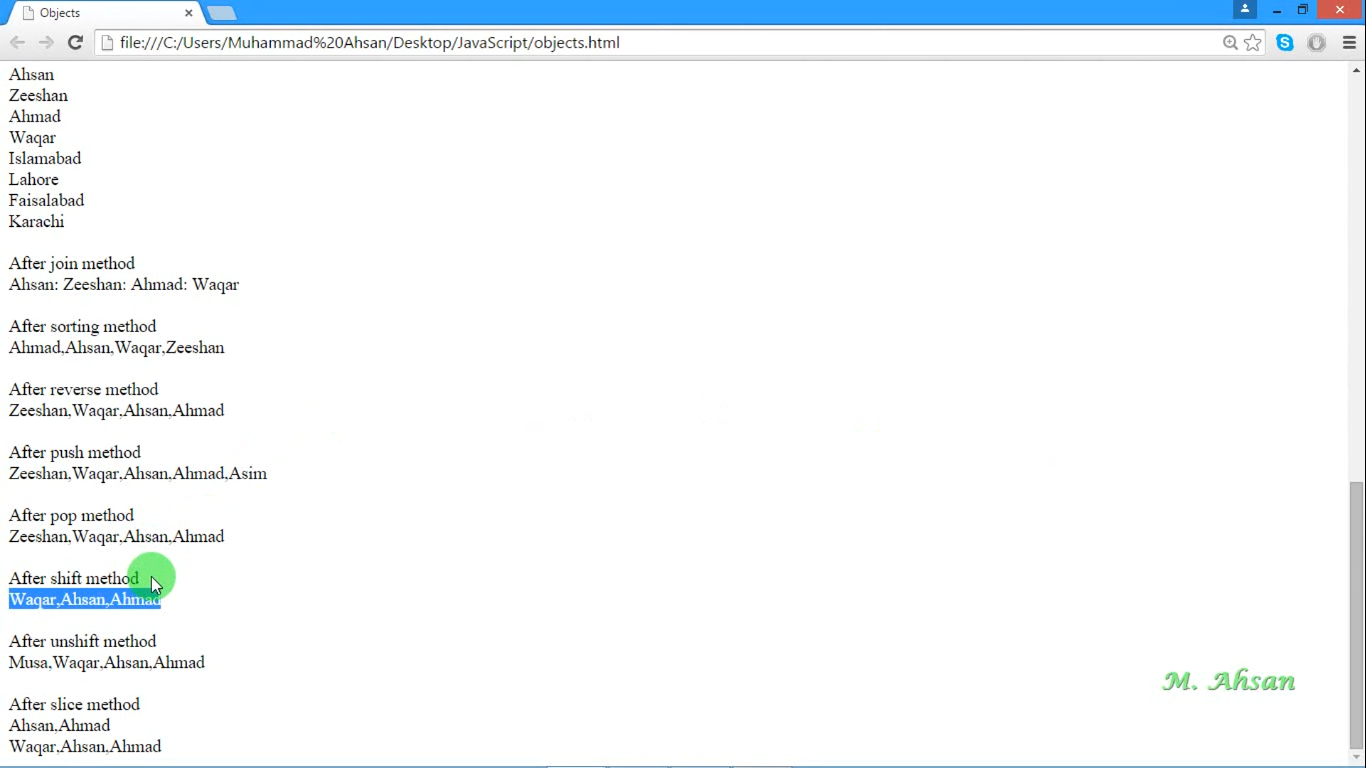 Objects
file:///C:/Users/Muhammad%20Ahsan/Desktop/JavaScript/objects.html
Ahsan
Zeeshan
Ahmad
Waqar
Islamabad
Lahore
Faisalabad
Karachi
After join method
Ahsan: Zeeshan: Ahmad: Waqar
After sorting method
Ahmad,Ahsan,Waqar,Zeeshan
After reverse method
Zeeshan,Waqar,Ahsan,Ahmad
After push method
Zeeshan,Waqar,Ahsan,Ahmad,Asim
After pop method
Zeeshan,Waqar,Ahsan,Ahmad
After shift method
Waqar,Ahsan,Ahmad
After unshift method
Musa,Waqar,Ahsan,Ahmad
M. Ahsan
After slice method
Ahsan,Ahmad
Waqar,Ahsan,Ahmad